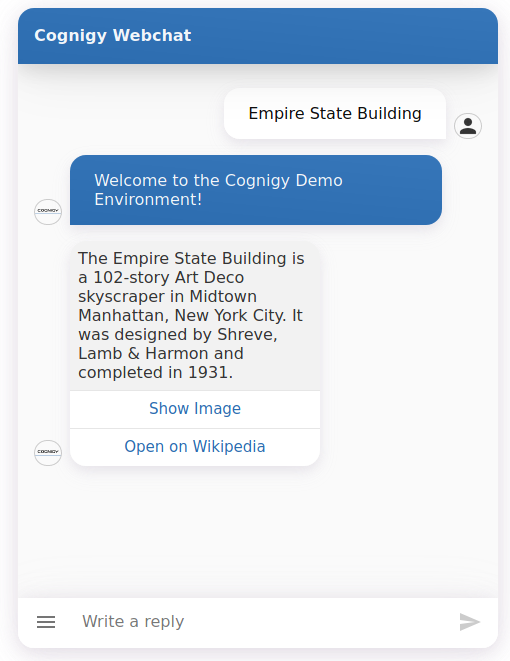 Cognigy Webchat
Empire State Building
Welcome to the Cognigy Demo
Environment!
COGNIGY
The Empire State Building is
a 102-story Art Deco
skyscraper in Midtown
Manhattan, New York City. It
was designed by Shreve,
Lamb & Harmon and
completed in 1931.
Show Image
Open on Wikipedia
COGNIGY
Write a reply